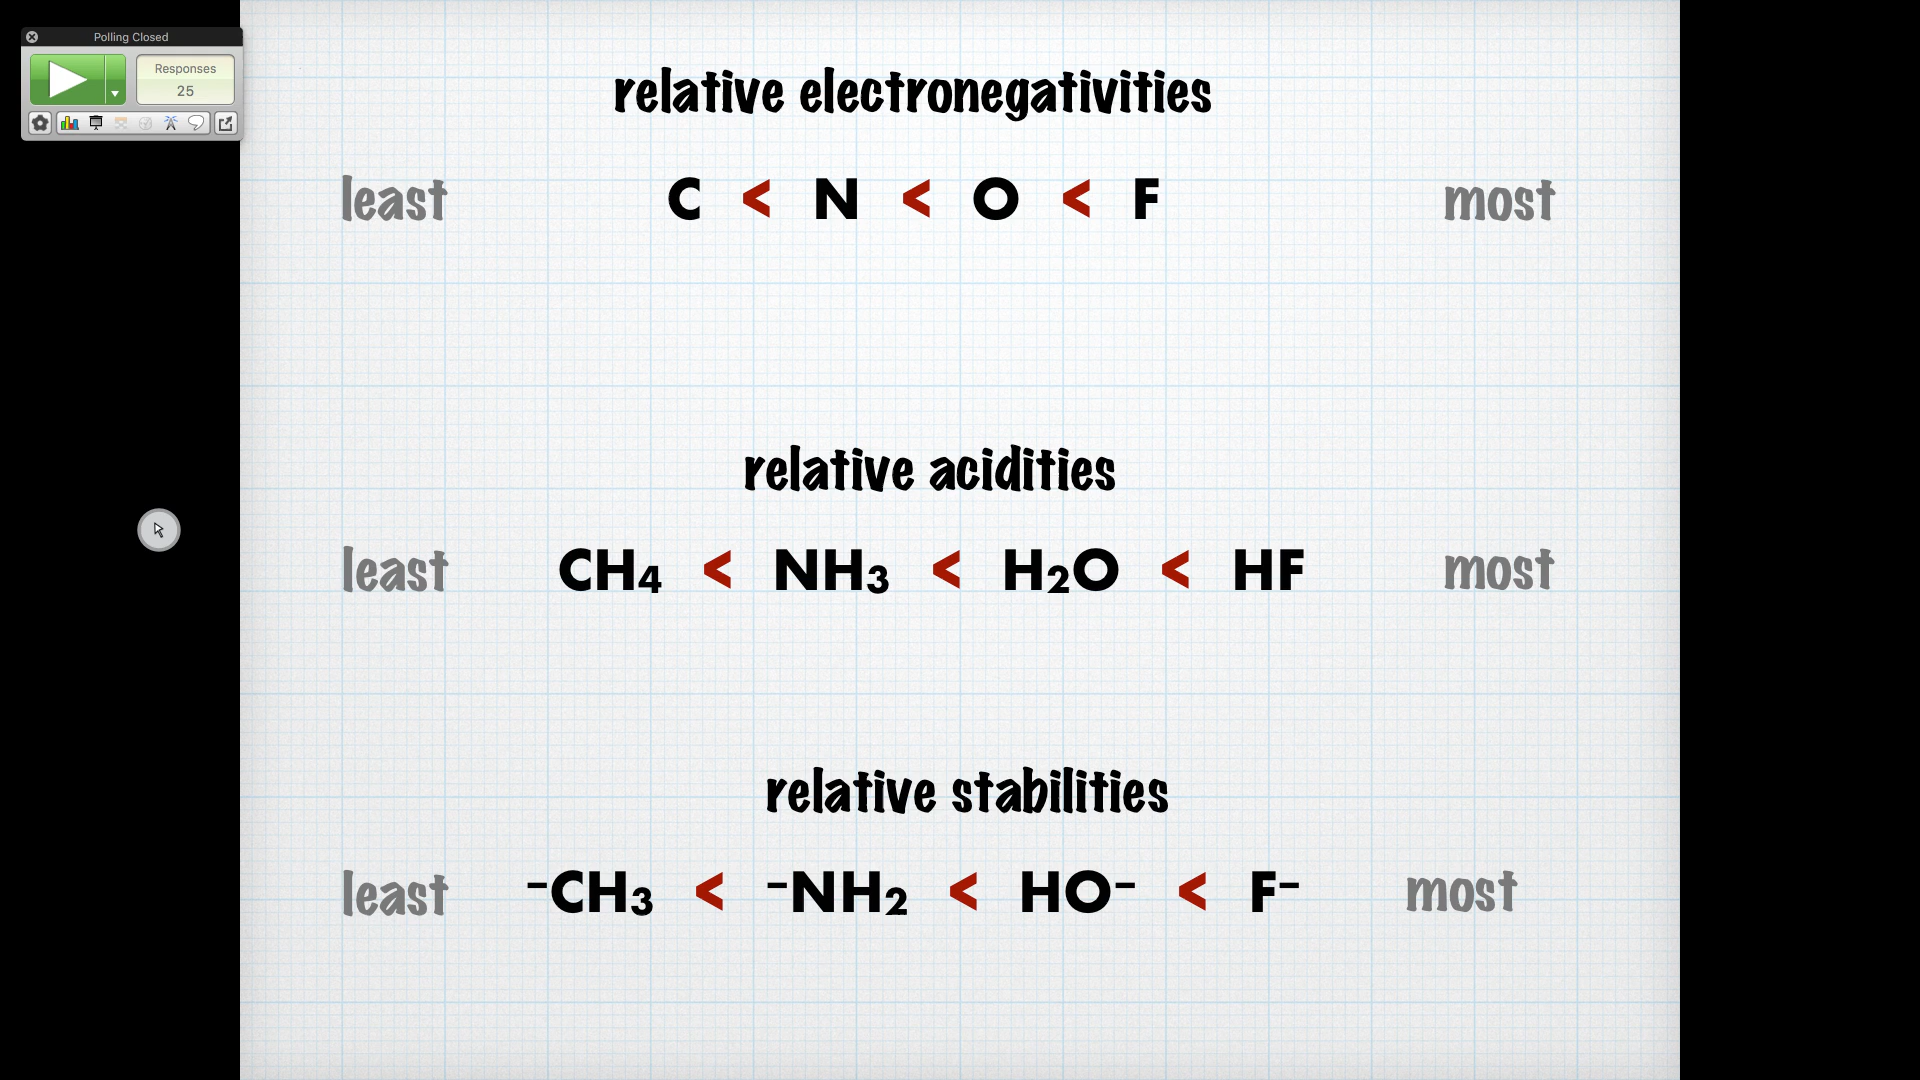 Polling Closed
Responses
25
relative electronegativities
least C < N < O < F most
relative acidities
least CH₄ < NH₃ < H₂O < HF most
relative stabilities
least ⁻CH₃ < ⁻NH₂ < HO⁻ < F⁻ most